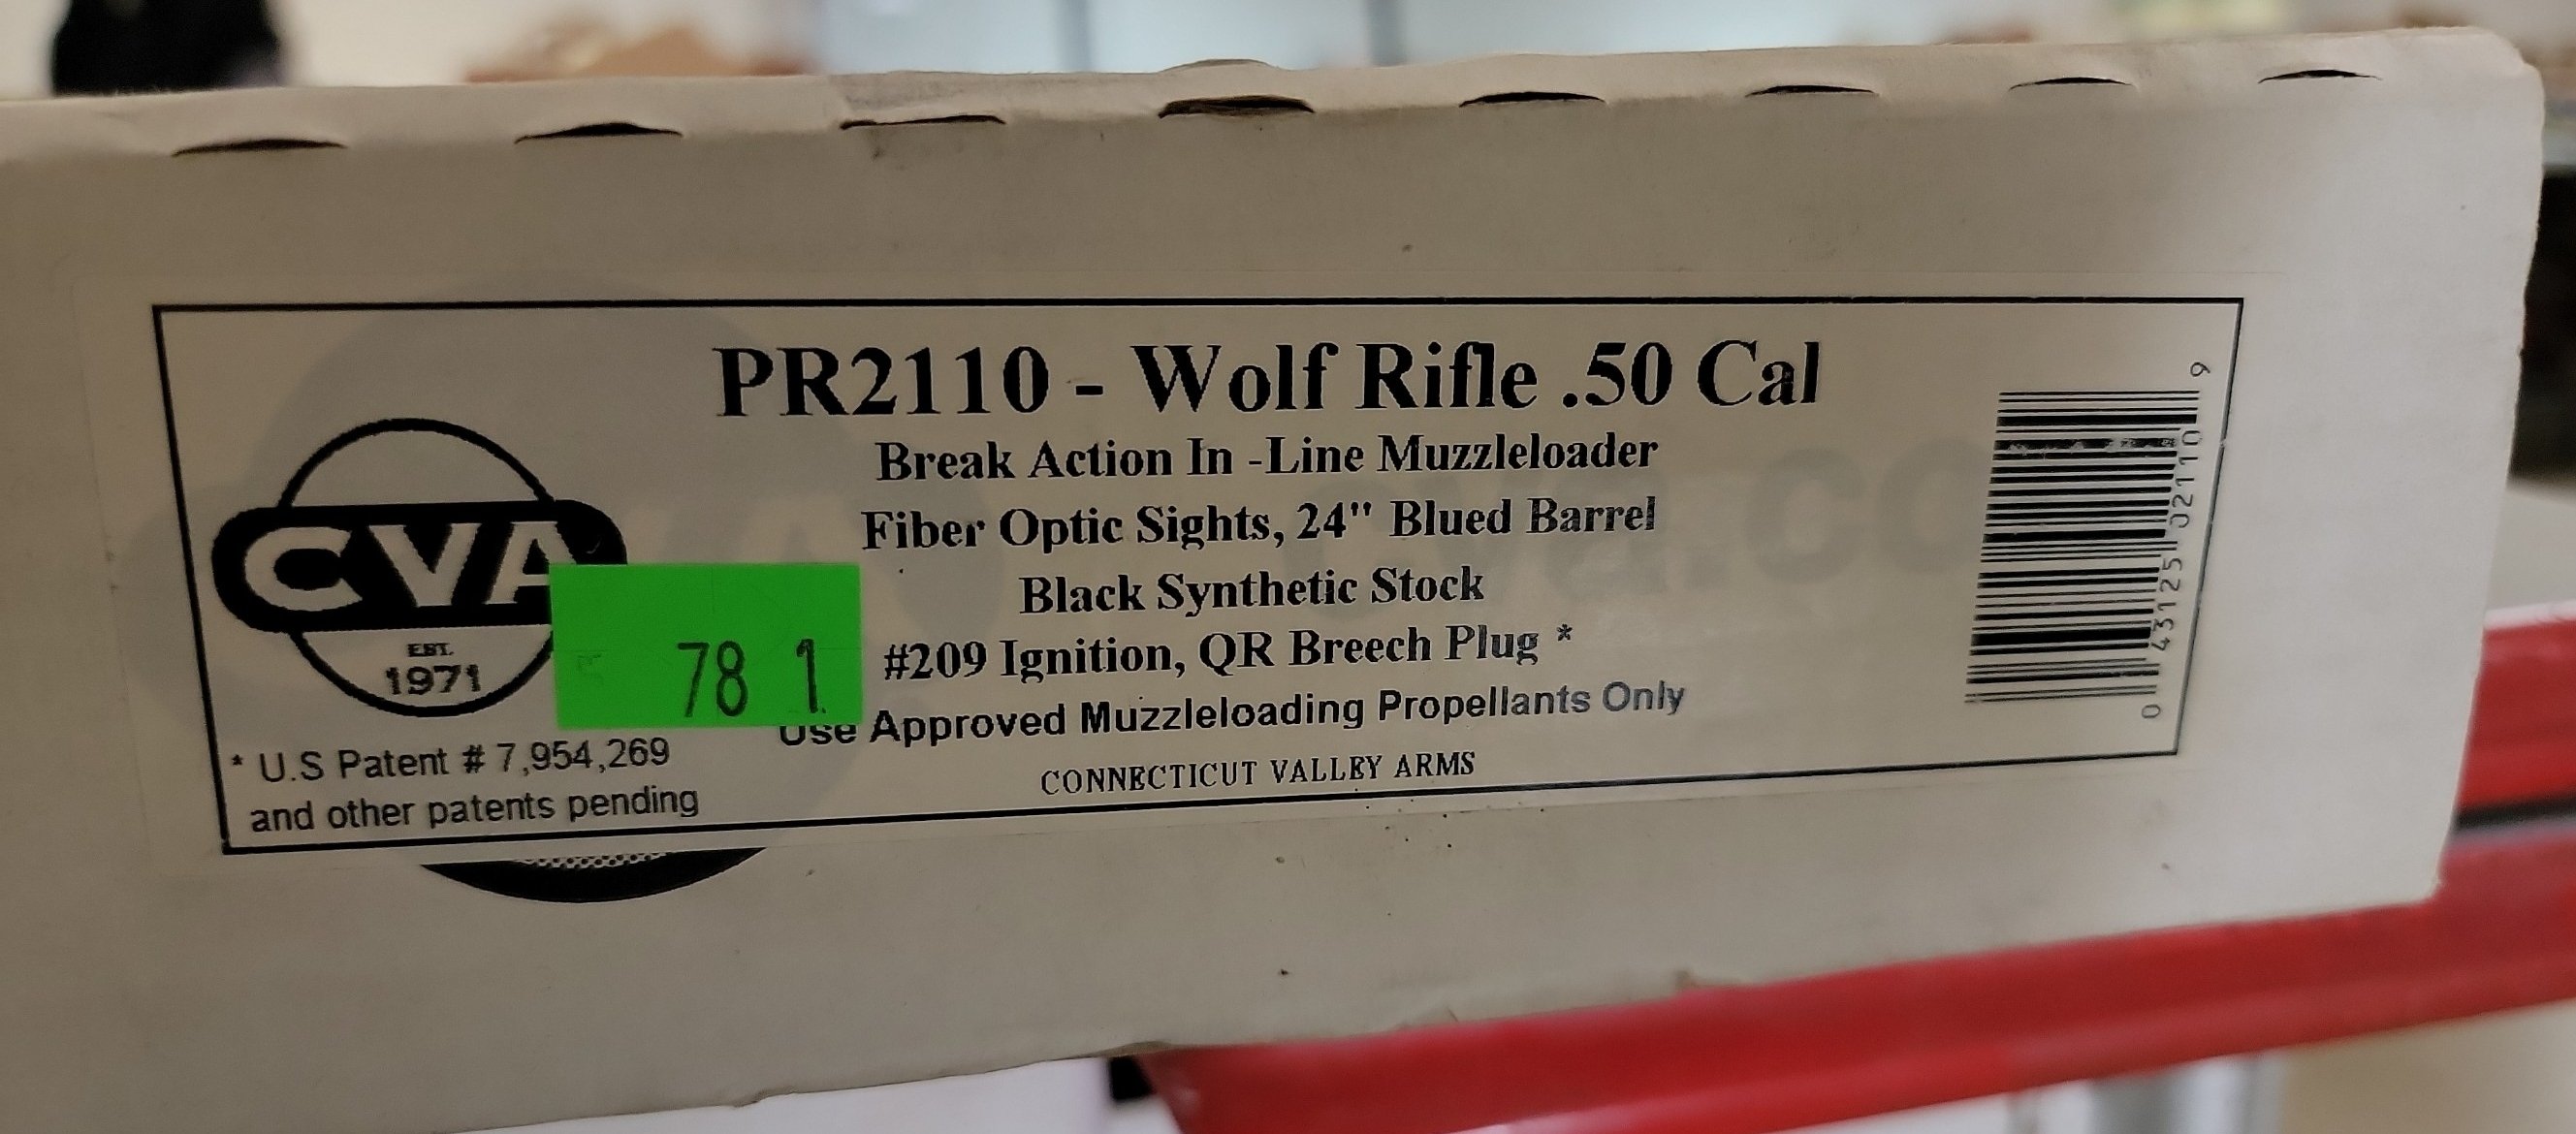 PR2110 - Wolf Rifle .50 Cal
Break Action In -Line Muzzleloader
Fiber Optic Sights, 24" Blued Barrel
Black Synthetic Stock
#209 Ignition, QR Breech Plug *
Use Approved Muzzleloading Propellants Only
CONNECTICUT VALLEY ARMS
CVA
EST.
1971
78 1
* U.S Patent # 7,954,269
and other patents pending
0 43125 02110 9